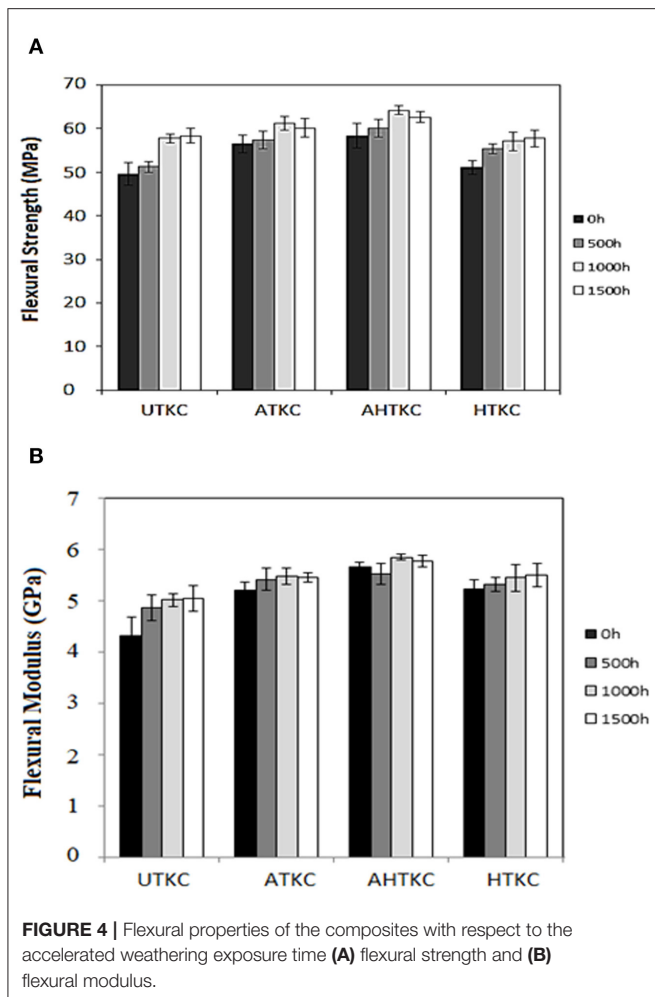 A
Flexural Strength (MPa)
70
60
50
40
30
20
10
0
UTKC ATKC AHTKC HTKC
0h
500h
1000h
1500h
B
Flexural Modulus (GPa)
7
6
5
4
3
2
1
0
UTKC ATKC AHTKC HTKC
0h
500h
1000h
1500h
FIGURE 4 | Flexural properties of the composites with respect to the
accelerated weathering exposure time (A) flexural strength and (B)
flexural modulus.